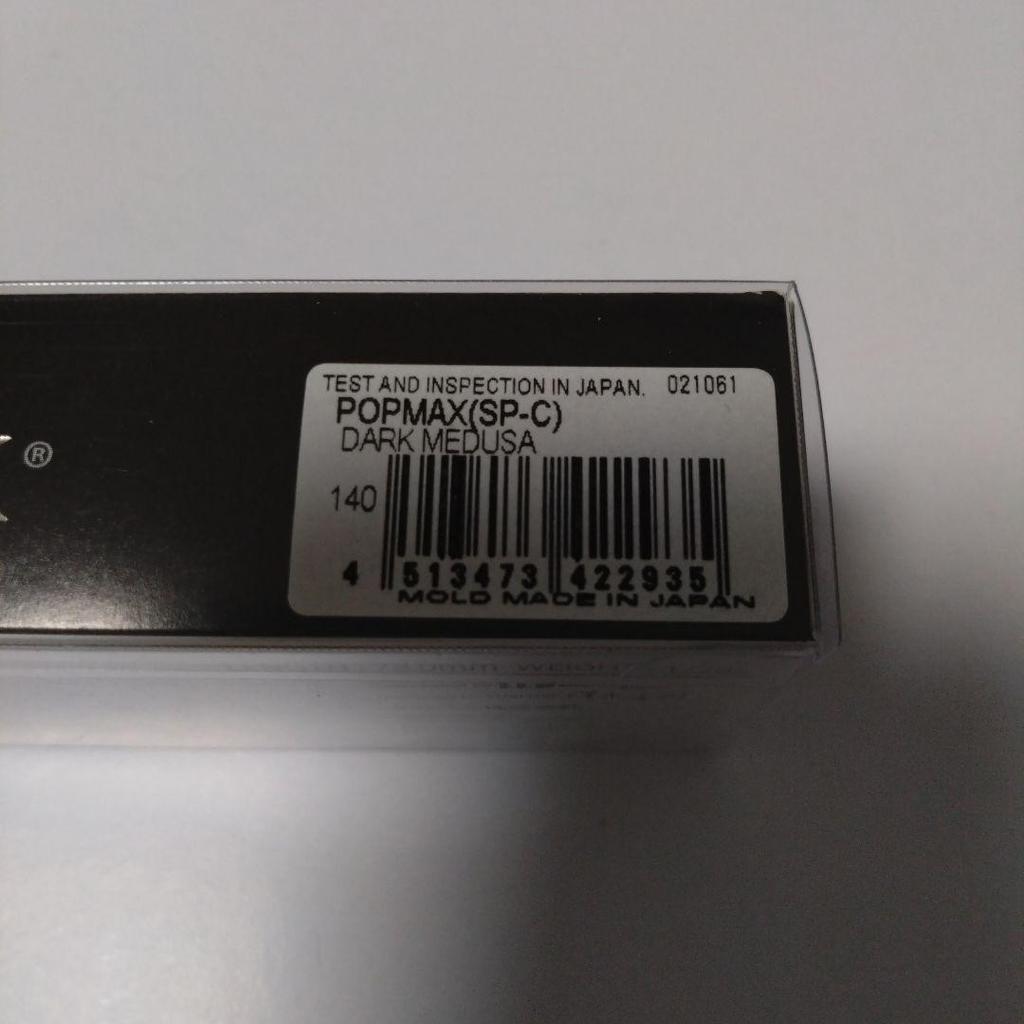 TEST AND INSPECTION IN JAPAN. 021061
POPMAX(SP-C)
DARK MEDUSA
140
4 513473 422935
MOLD MADE IN JAPAN
®